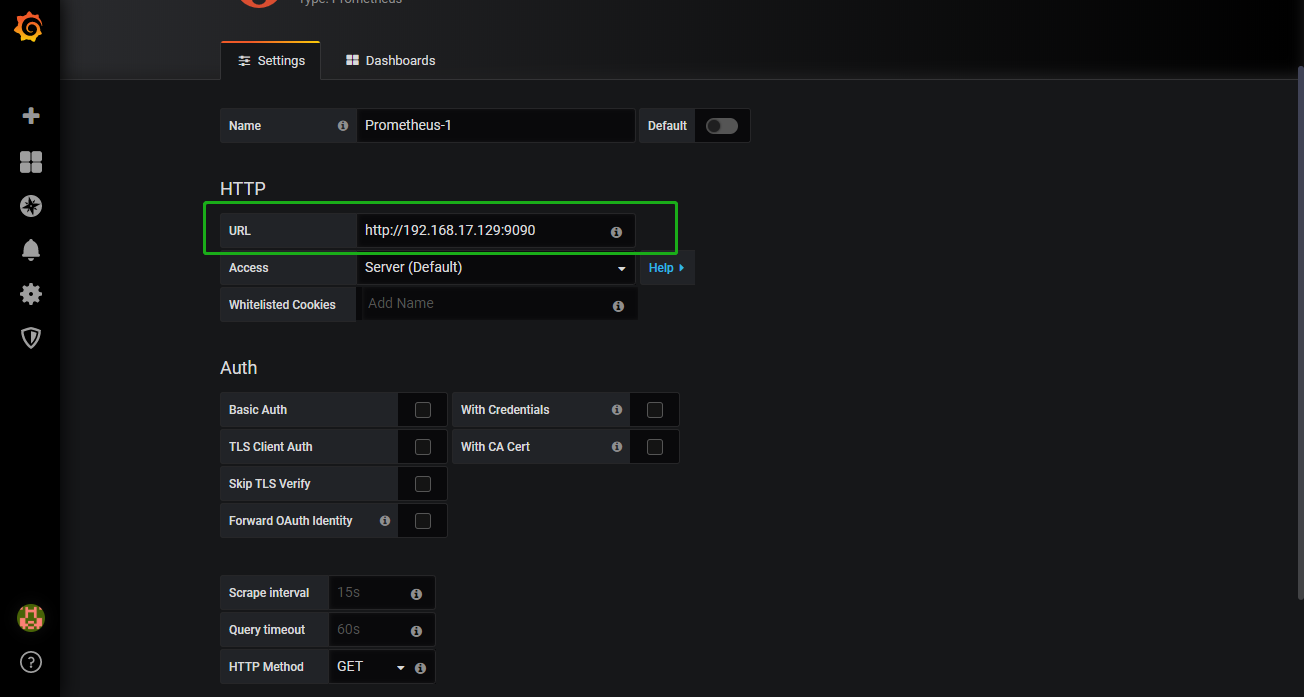 Type: Prometheus
Settings Dashboards
Name Prometheus-1 Default
HTTP
URL http://192.168.17.129:9090
Access Server (Default) Help
Whitelisted Cookies Add Name
Auth
Basic Auth With Credentials
TLS Client Auth With CA Cert
Skip TLS Verify
Forward OAuth Identity
Scrape interval 15s
Query timeout 60s
HTTP Method GET